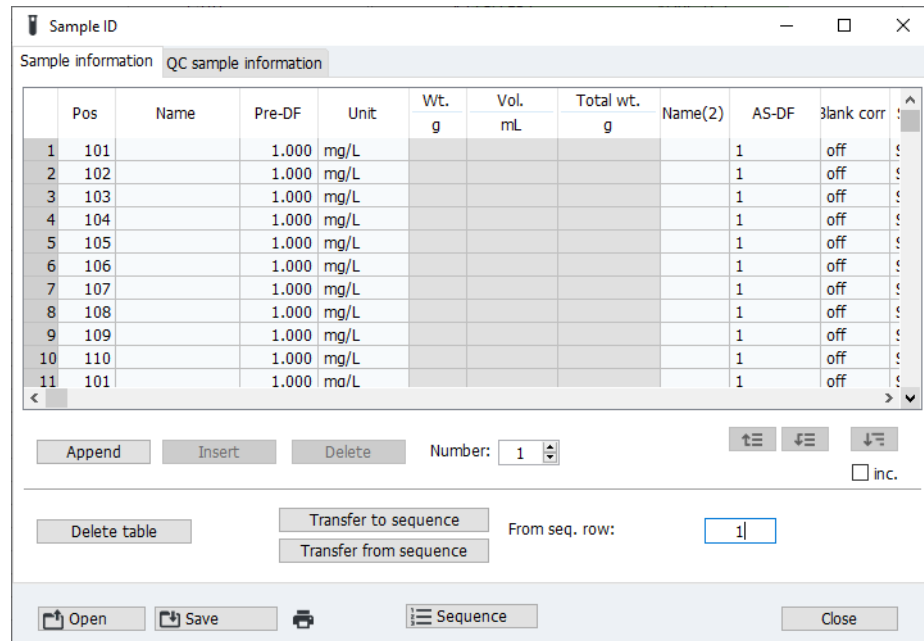 Sample ID
Sample information QC sample information
Pos Name Pre-DF Unit Wt. Vol. Total wt. Name(2) AS-DF Blank corr
g mL g
1 101 1.000 mg/L 1 off
2 102 1.000 mg/L 1 off
3 103 1.000 mg/L 1 off
4 104 1.000 mg/L 1 off
5 105 1.000 mg/L 1 off
6 106 1.000 mg/L 1 off
7 107 1.000 mg/L 1 off
8 108 1.000 mg/L 1 off
9 109 1.000 mg/L 1 off
10 110 1.000 mg/L 1 off
11 101 1.000 mg/L 1 off
Append Insert Delete Number: 1
inc.
Delete table Transfer to sequence From seq. row: 1
Transfer from sequence
Open Save Sequence Close